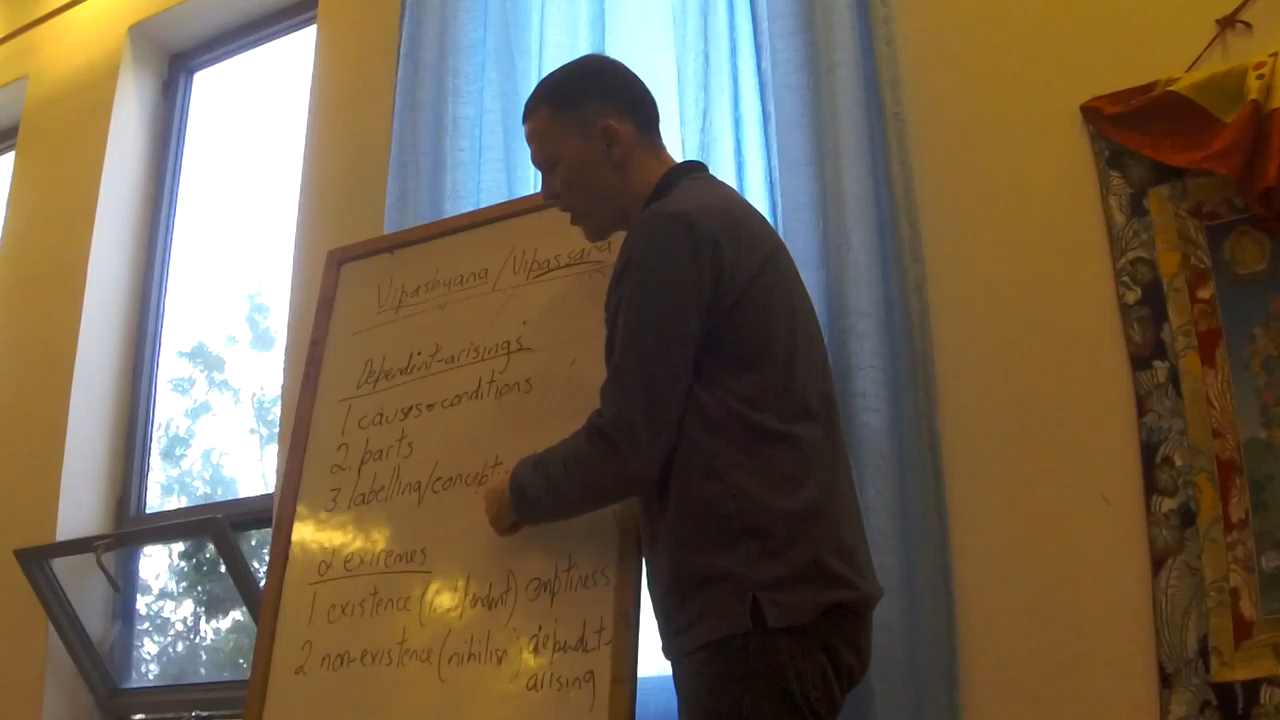 Vipashyana / Vipassana
Dependent-arisings
1 causes & conditions
2. parts
3. labelling/concept
2 extremes
1 existence (independent) emptiness
2. non-existence (nihilism) dependent-
arising